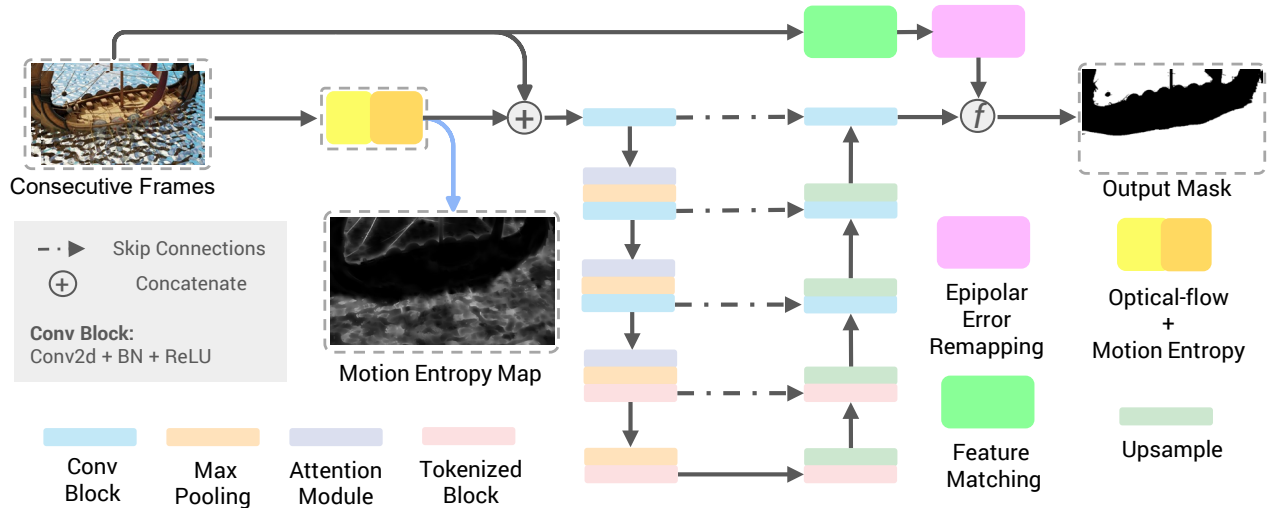 Consecutive Frames
+
f
Output Mask
Skip Connections
+
Concatenate
Conv Block:
Conv2d + BN + ReLU
Motion Entropy Map
Epipolar
Error
Remapping
Optical-flow
+
Motion Entropy
Feature
Matching
Upsample
Conv
Block
Max
Pooling
Attention
Module
Tokenized
Block